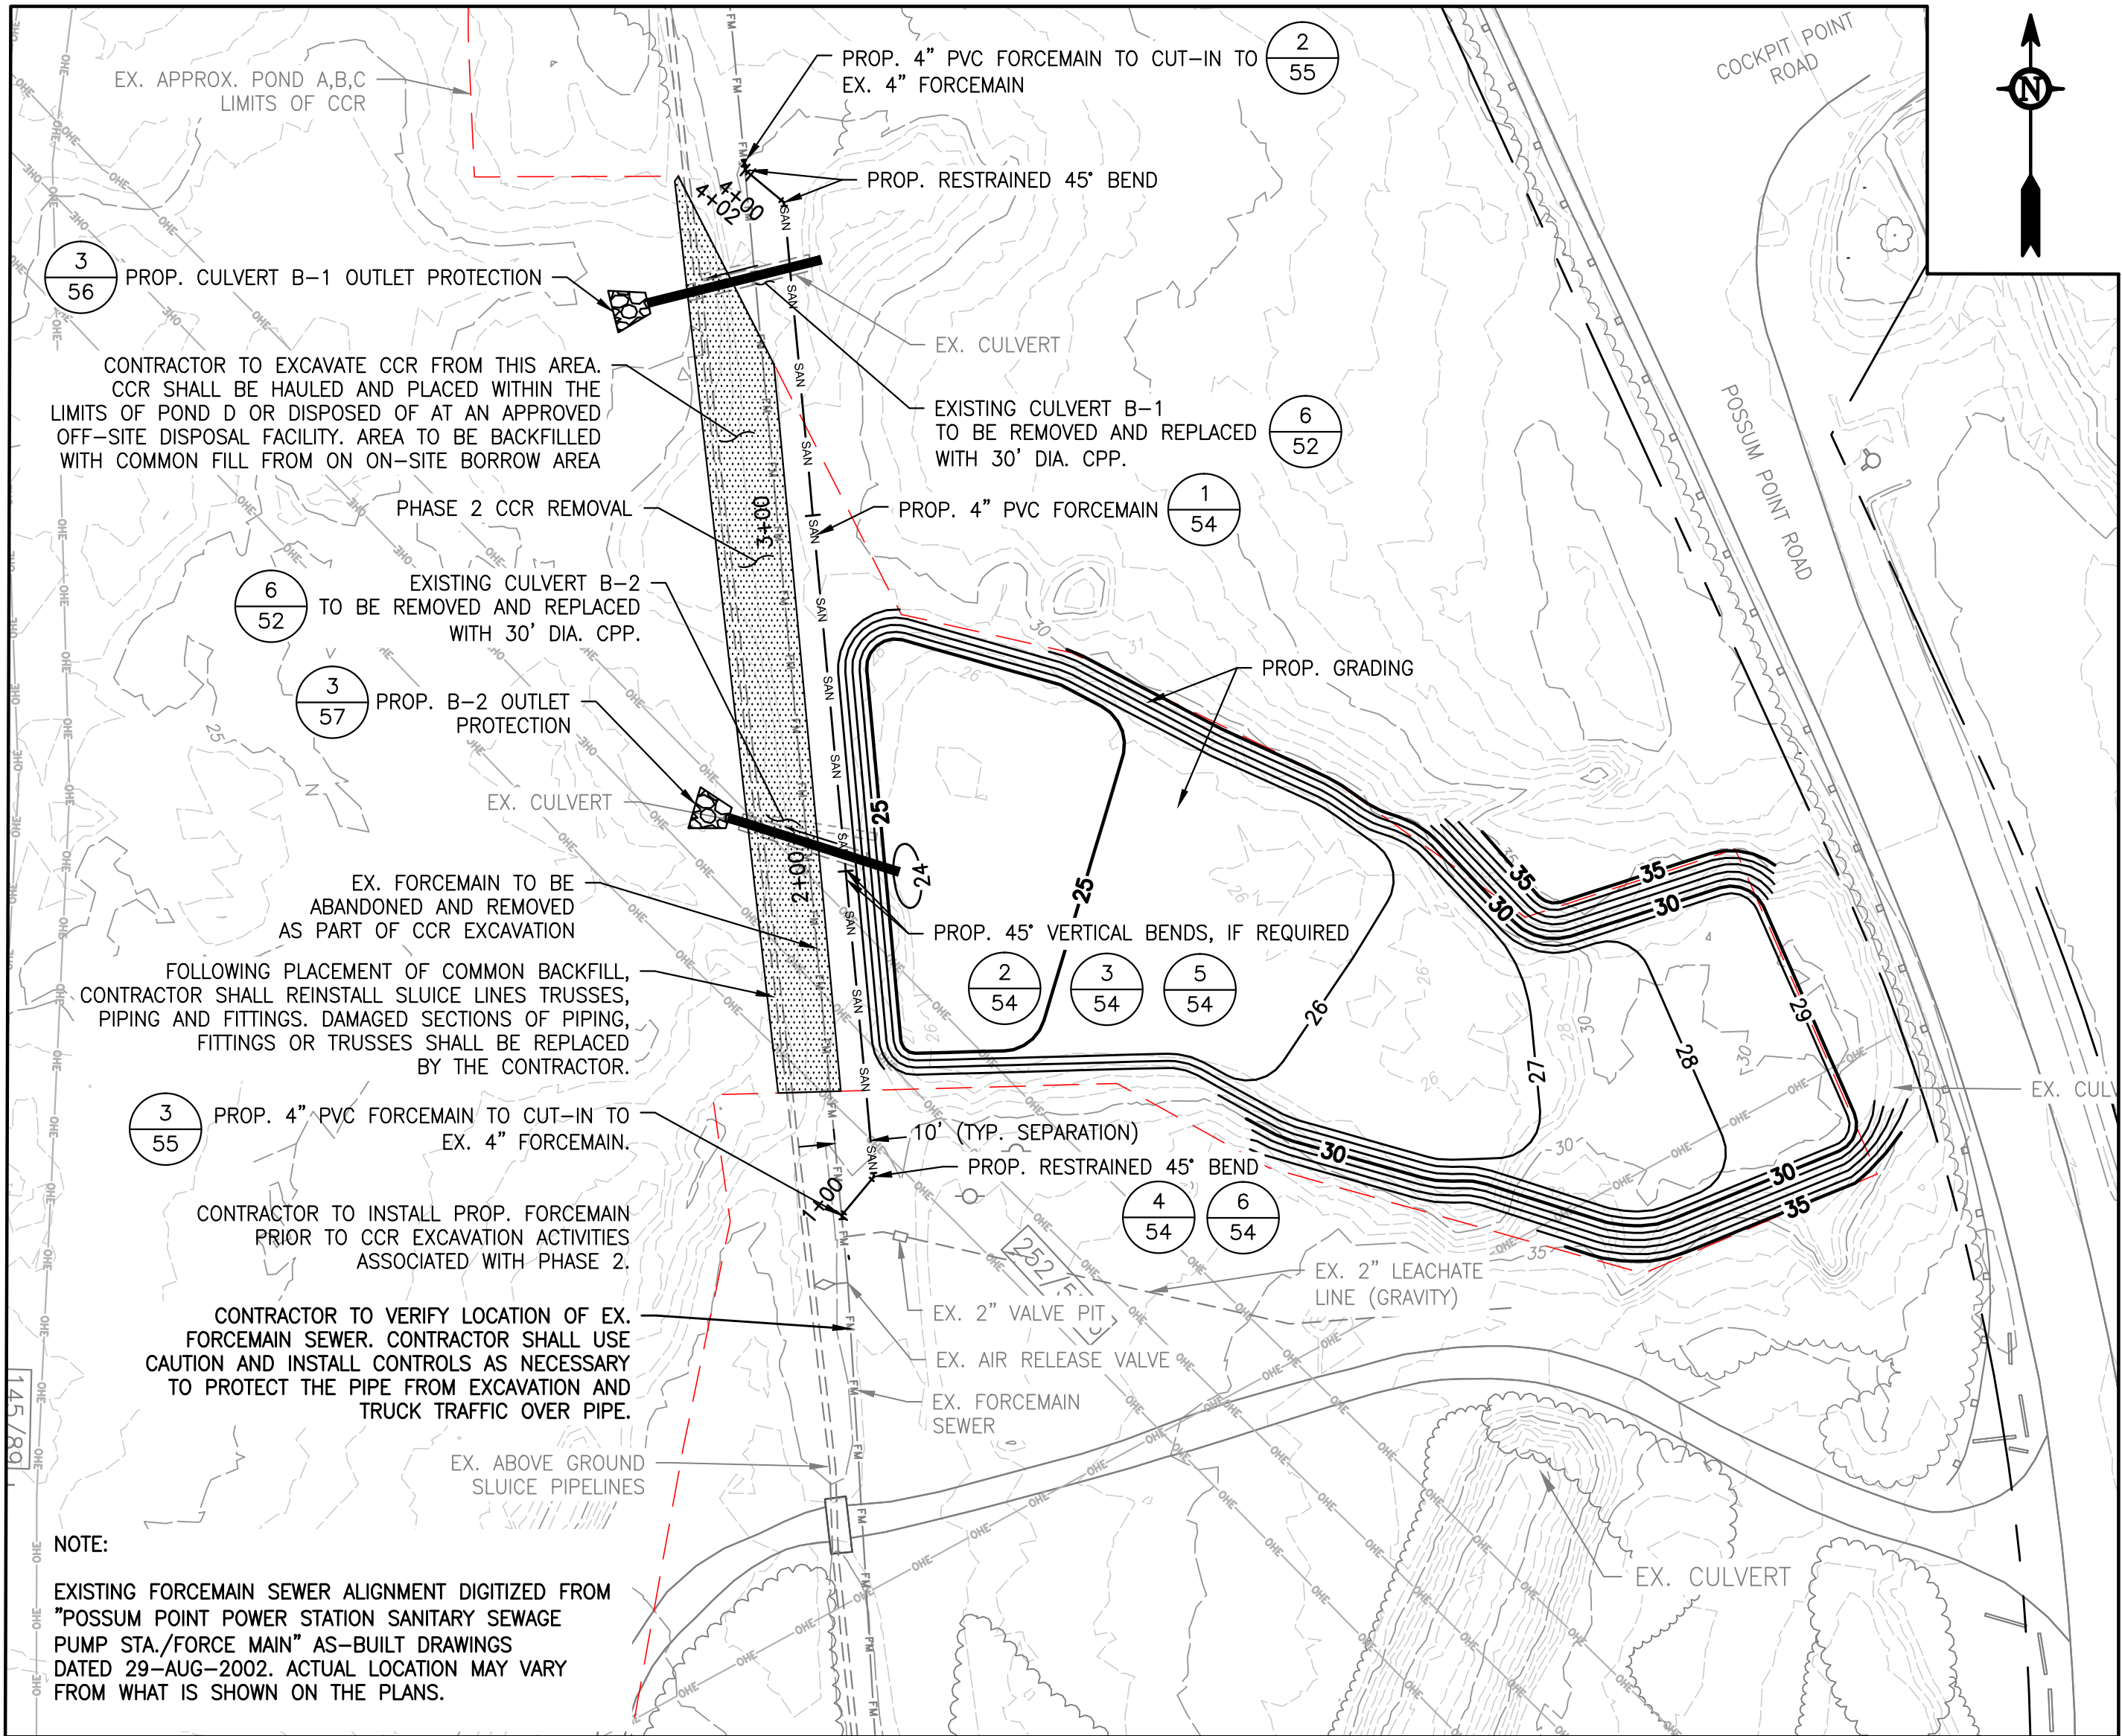 EX. APPROX. POND A,B,C
LIMITS OF CCR
PROP. 4" PVC FORCEMAIN TO CUT-IN TO
EX. 4" FORCEMAIN
2
55
COCKPIT POINT
ROAD
N
PROP. RESTRAINED 45° BEND
4+00
4+02
3
56
PROP. CULVERT B-1 OUTLET PROTECTION
EX. CULVERT
CONTRACTOR TO EXCAVATE CCR FROM THIS AREA.
CCR SHALL BE HAULED AND PLACED WITHIN THE
LIMITS OF POND D OR DISPOSED OF AT AN APPROVED
OFF-SITE DISPOSAL FACILITY. AREA TO BE BACKFILLED
WITH COMMON FILL FROM ON ON-SITE BORROW AREA
EXISTING CULVERT B-1
TO BE REMOVED AND REPLACED
WITH 30' DIA. CPP.
6
52
POSSUM POINT ROAD
PHASE 2 CCR REMOVAL
3+00
PROP. 4" PVC FORCEMAIN
1
54
6
52
EXISTING CULVERT B-2
TO BE REMOVED AND REPLACED
WITH 30' DIA. CPP.
PROP. GRADING
3
57
PROP. B-2 OUTLET
PROTECTION
EX. CULVERT
2+00
25
24
25
26
27
28
29
30
35
35
30
EX. FORCEMAIN TO BE
ABANDONED AND REMOVED
AS PART OF CCR EXCAVATION
PROP. 45° VERTICAL BENDS, IF REQUIRED
2
54
3
54
5
54
FOLLOWING PLACEMENT OF COMMON BACKFILL,
CONTRACTOR SHALL REINSTALL SLUICE LINES TRUSSES,
PIPING AND FITTINGS. DAMAGED SECTIONS OF PIPING,
FITTINGS OR TRUSSES SHALL BE REPLACED
BY THE CONTRACTOR.
EX. CULV
3
55
PROP. 4" PVC FORCEMAIN TO CUT-IN TO
EX. 4" FORCEMAIN.
10' (TYP. SEPARATION)
PROP. RESTRAINED 45° BEND
4
54
6
54
1+00
30
30
35
CONTRACTOR TO INSTALL PROP. FORCEMAIN
PRIOR TO CCR EXCAVATION ACTIVITIES
ASSOCIATED WITH PHASE 2.
EX. 2" LEACHATE
LINE (GRAVITY)
EX. 2" VALVE PIT
CONTRACTOR TO VERIFY LOCATION OF EX.
FORCEMAIN SEWER. CONTRACTOR SHALL USE
CAUTION AND INSTALL CONTROLS AS NECESSARY
TO PROTECT THE PIPE FROM EXCAVATION AND
TRUCK TRAFFIC OVER PIPE.
EX. AIR RELEASE VALVE
EX. FORCEMAIN
SEWER
EX. ABOVE GROUND
SLUICE PIPELINES
EX. CULVERT
NOTE:
EXISTING FORCEMAIN SEWER ALIGNMENT DIGITIZED FROM
"POSSUM POINT POWER STATION SANITARY SEWAGE
PUMP STA./FORCE MAIN" AS-BUILT DRAWINGS
DATED 29-AUG-2002. ACTUAL LOCATION MAY VARY
FROM WHAT IS SHOWN ON THE PLANS.